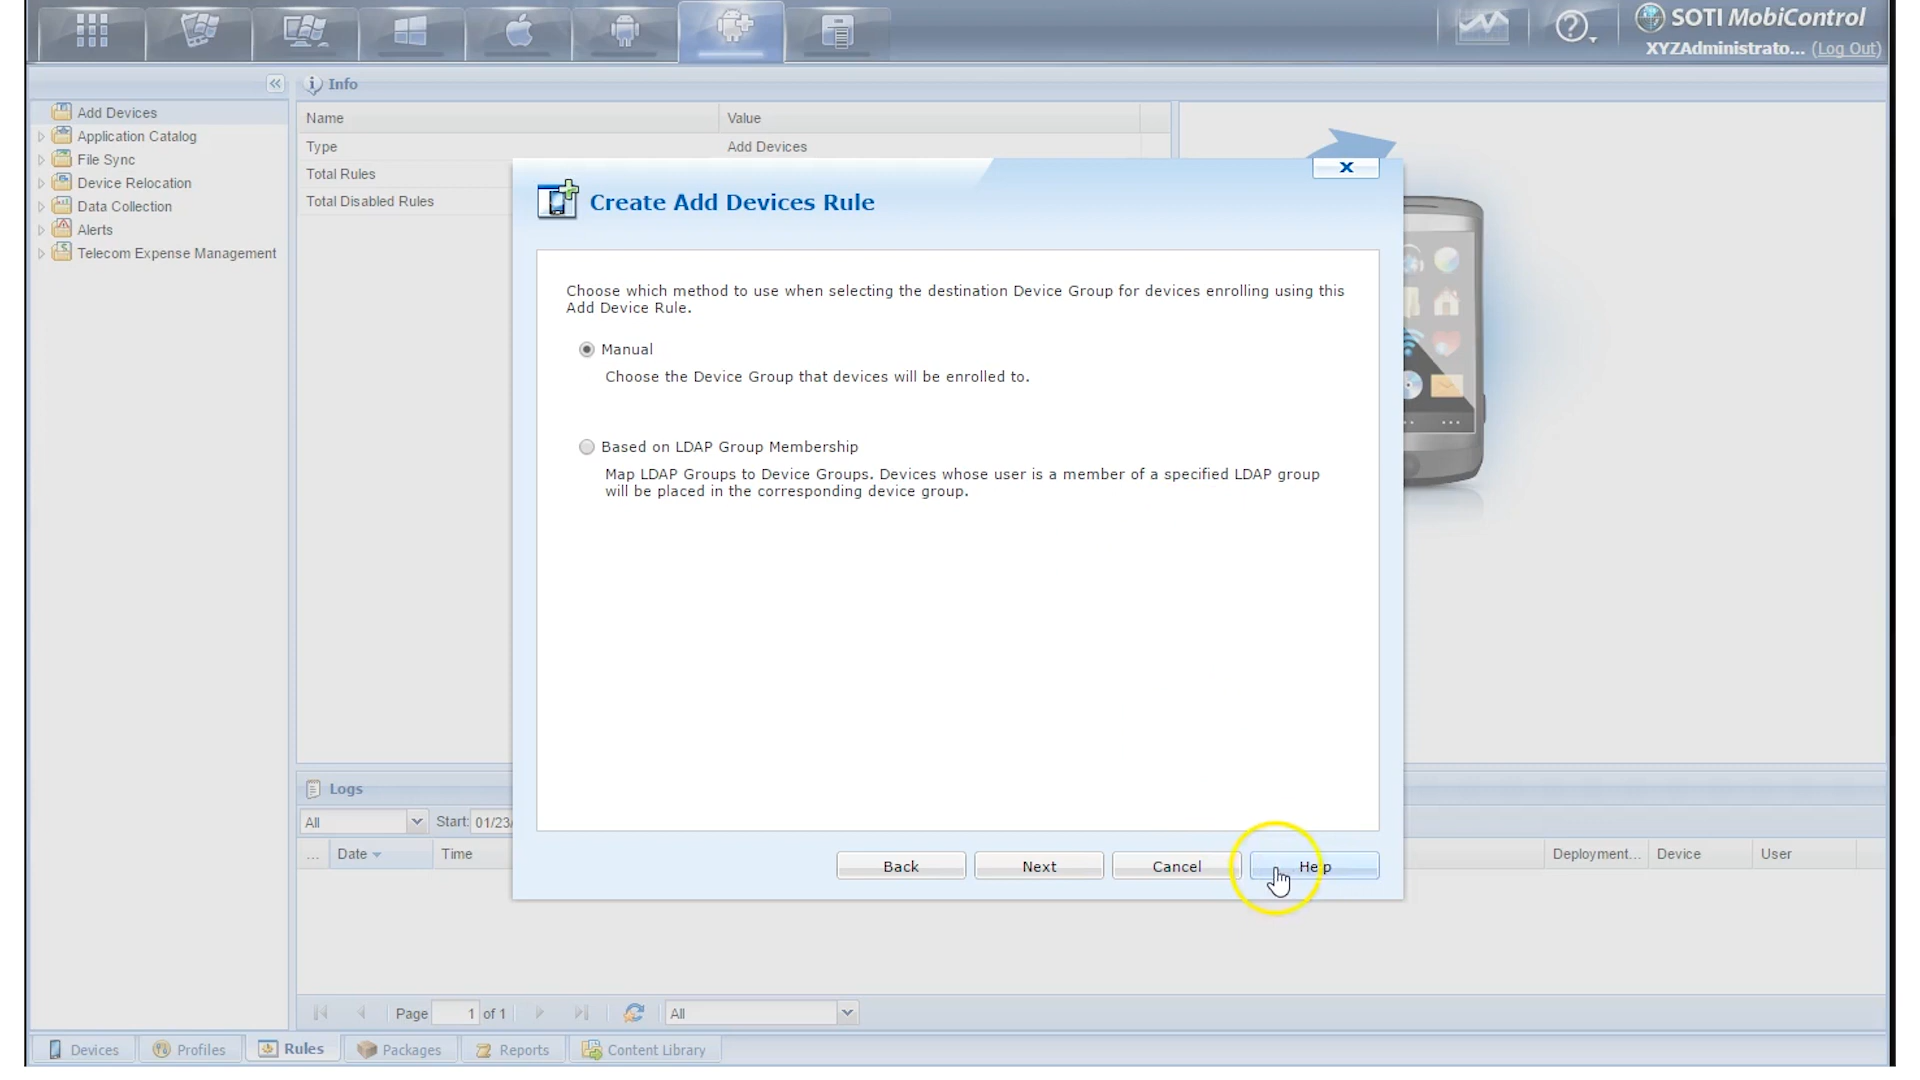 SOTI MobiControl
XYZAdministrato... (Log Out)
Info
Add Devices
Application Catalog
File Sync
Device Relocation
Data Collection
Alerts
Telecom Expense Management
Name Value
Type Add Devices
Total Rules
Total Disabled Rules
x
Create Add Devices Rule
Choose which method to use when selecting the destination Device Group for devices enrolling using this
Add Device Rule.
Manual
Choose the Device Group that devices will be enrolled to.
Based on LDAP Group Membership
Map LDAP Groups to Device Groups. Devices whose user is a member of a specified LDAP group
will be placed in the corresponding device group.
Back Next Cancel Help
Logs
All Start: 01/23/
... Date Time Deployment... Device User
Page 1 of 1 All
Devices Profiles Rules Packages Reports Content Library